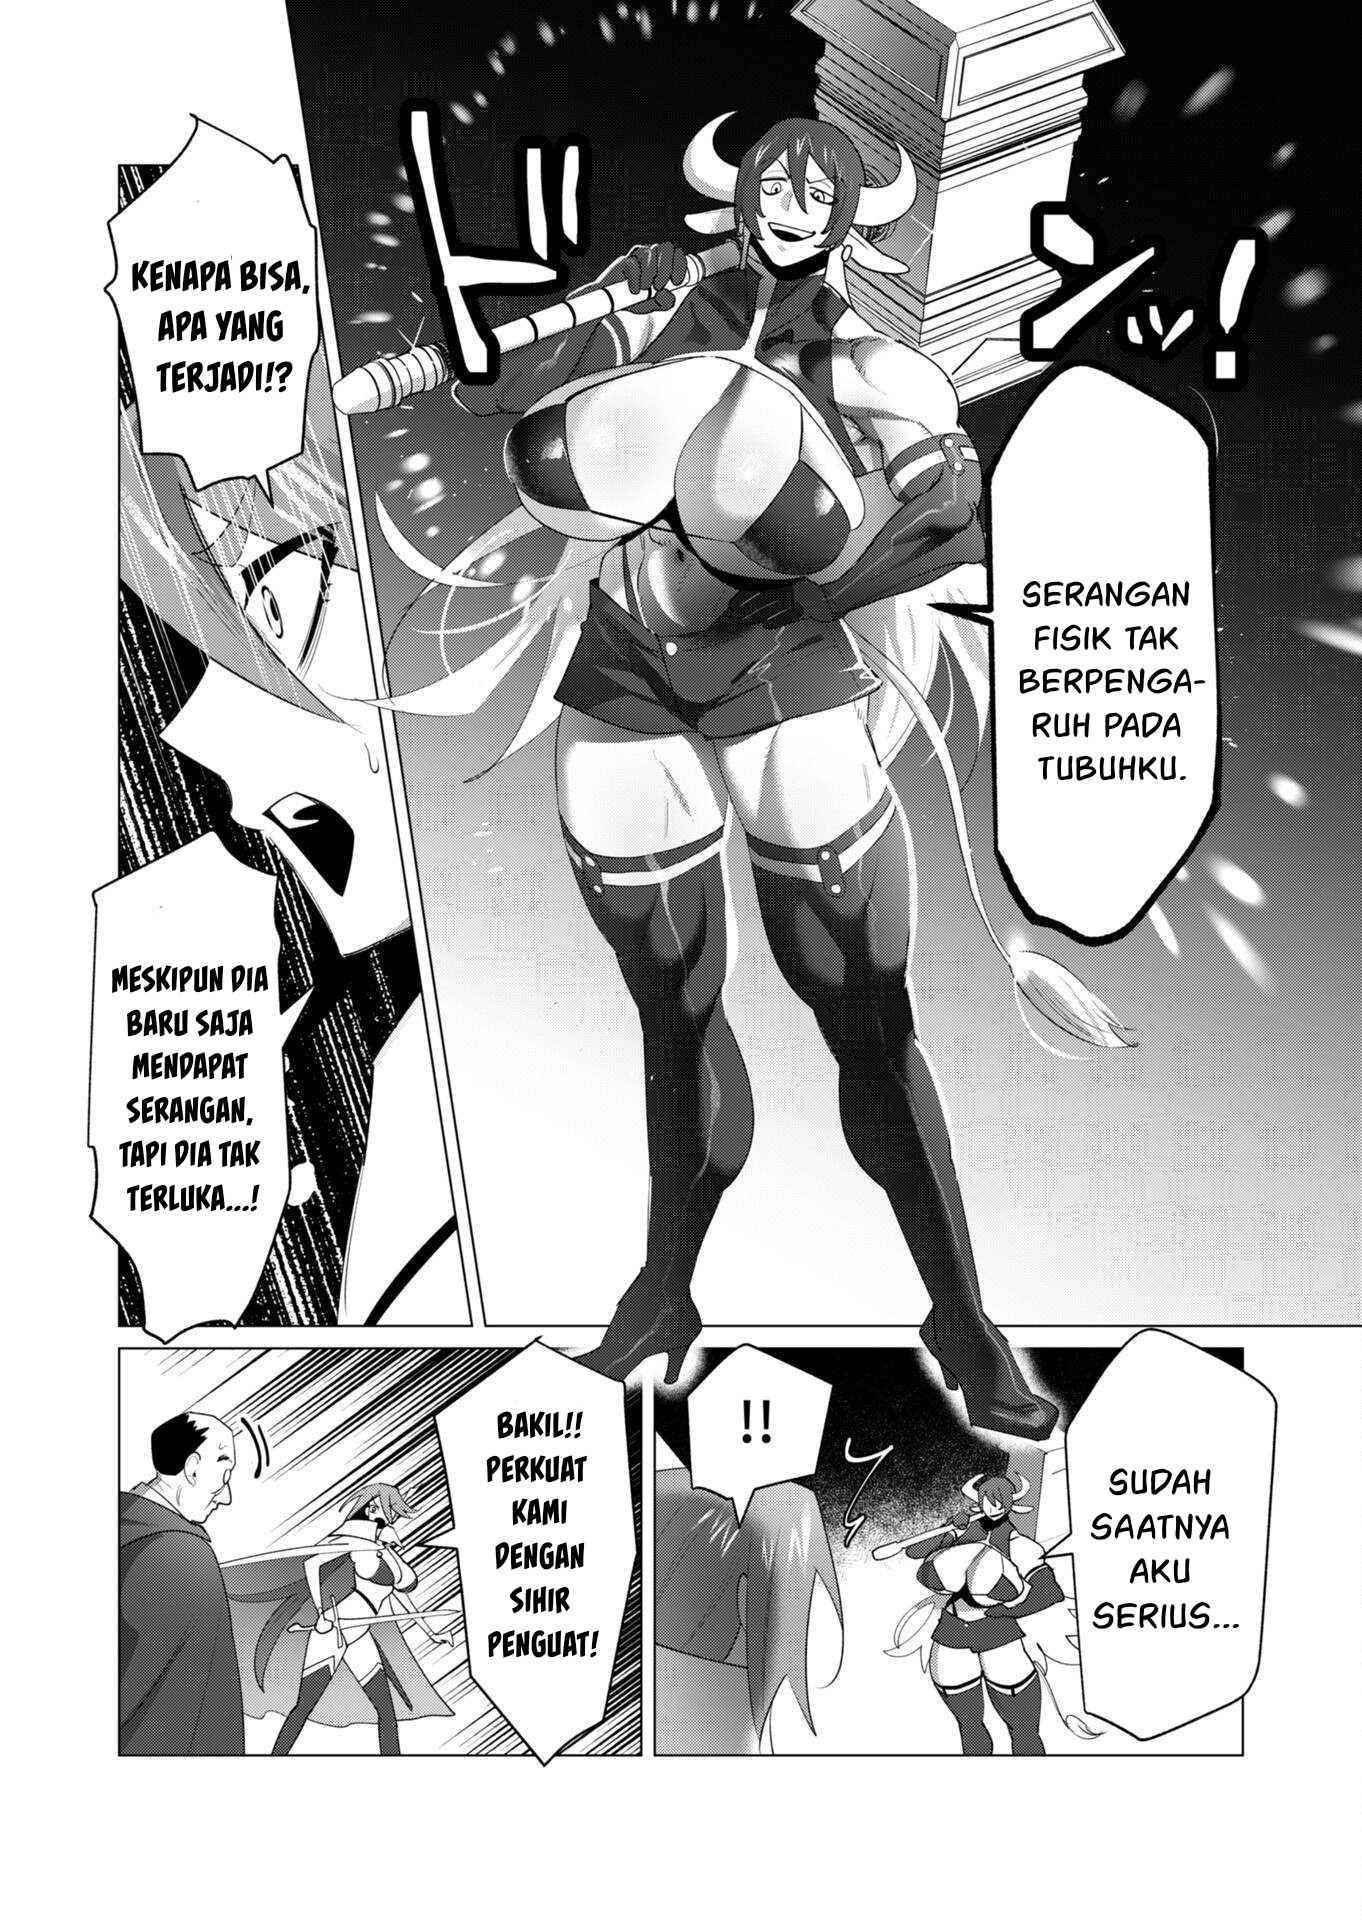 ドンッ!
SERANGAN
FISIK TAK
BERPENGA-
RUH PADA
TUBUHKU.
KENAPA BISA,
APA YANG
TERJADI!?
MESKIPUN DIA
BARU SAJA
MENDAPAT
SERANGAN,
TAPI DIA TAK
TERLUKA...!
SUDAH
SAATNYA
AKU
SERIUS...
!!
BAKIL!!
PERKUAT
KAMI
DENGAN
SIHIR
PENGUAT!